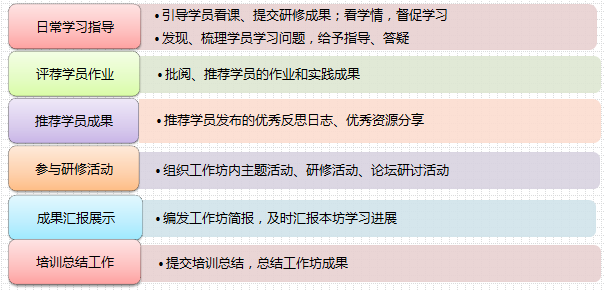 日常学习指导
•引导学员看课、提交研修成果；看学情，督促学习
•发现、梳理学员学习问题，给予指导、答疑
评荐学员作业
•批阅、推荐学员的作业和实践成果
推荐学员成果
•推荐学员发布的优秀反思日志、优秀资源分享
参与研修活动
•组织工作坊内主题活动、研修活动、论坛研讨活动
成果汇报展示
•编发工作坊简报，及时汇报本坊学习进展
培训总结工作
•提交培训总结，总结工作坊成果